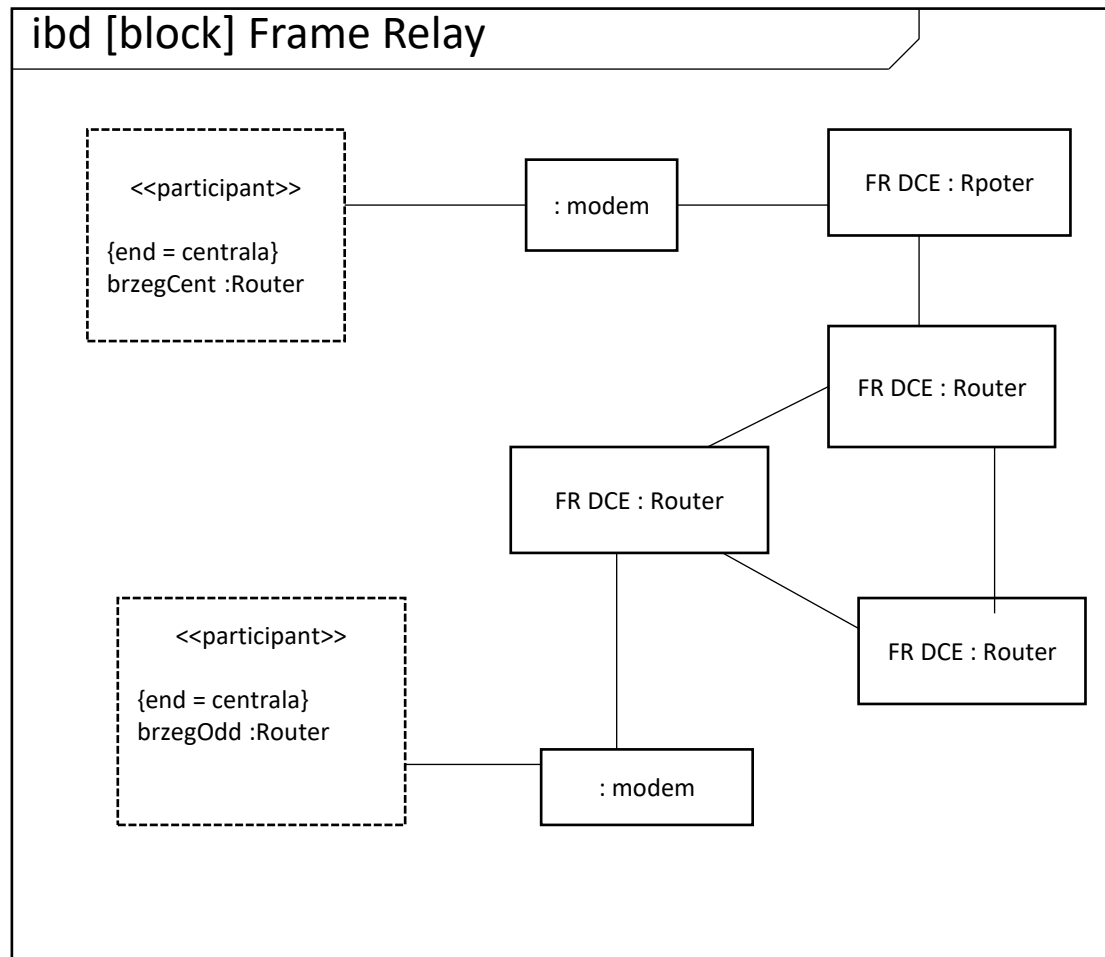 ibd [block] Frame Relay
<<participant>>
{end = centrala}
brzegCent :Router
: modem
FR DCE : Rpoter
FR DCE : Router
FR DCE : Router
FR DCE : Router
<<participant>>
{end = centrala}
brzegOdd :Router
: modem